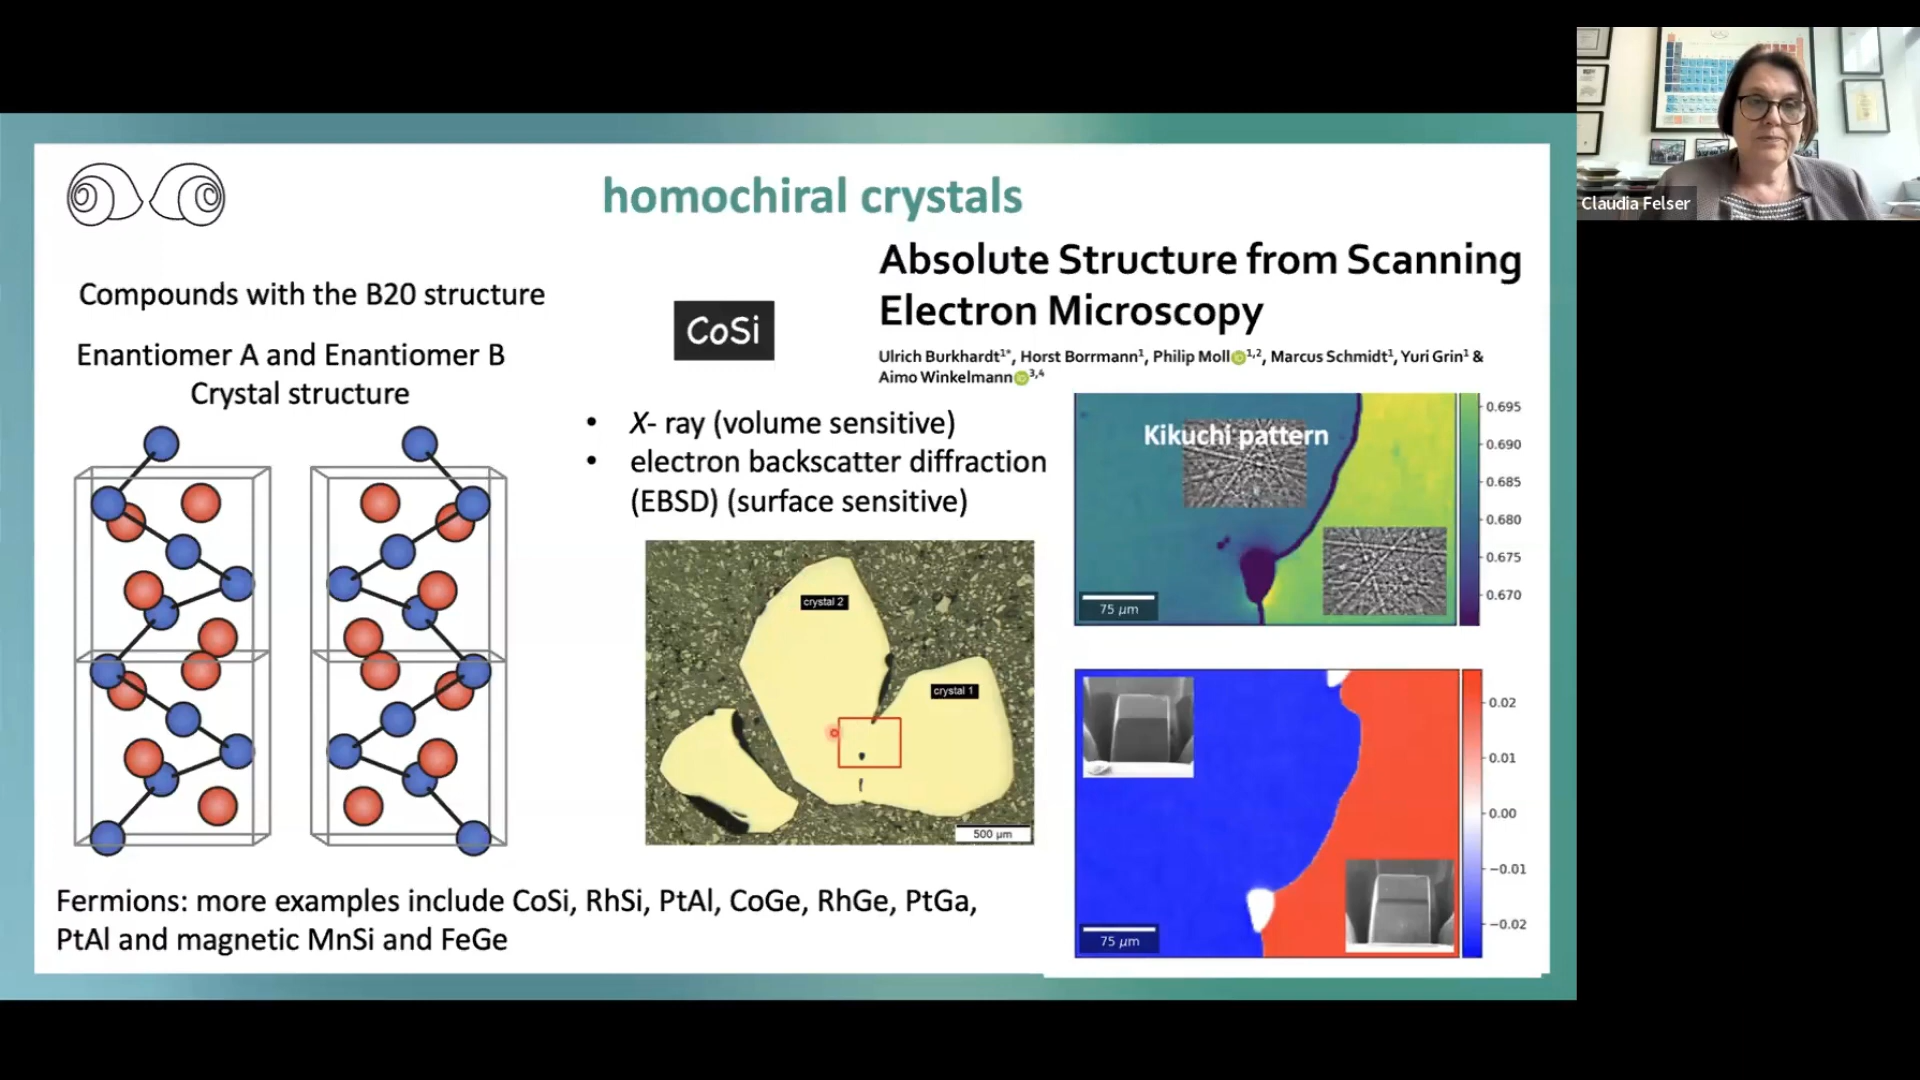 homochiral crystals
Compounds with the B20 structure
Enantiomer A and Enantiomer B
Crystal structure
CoSi
Absolute Structure from Scanning
Electron Microscopy
Ulrich Burkhardt1*, Horst Borrmann1, Philip Moll1,2, Marcus Schmidt1, Yuri Grin1 &
Aimo Winkelmann3,4
• X- ray (volume sensitive)
• electron backscatter diffraction
(EBSD) (surface sensitive)
crystal 2
crystal 1
500 µm
Kikuchi pattern
75 µm
0.695
0.690
0.685
0.680
0.675
0.670
75 µm
0.02
0.01
0.00
−0.01
−0.02
Fermions: more examples include CoSi, RhSi, PtAl, CoGe, RhGe, PtGa,
PtAl and magnetic MnSi and FeGe
Claudia Felser